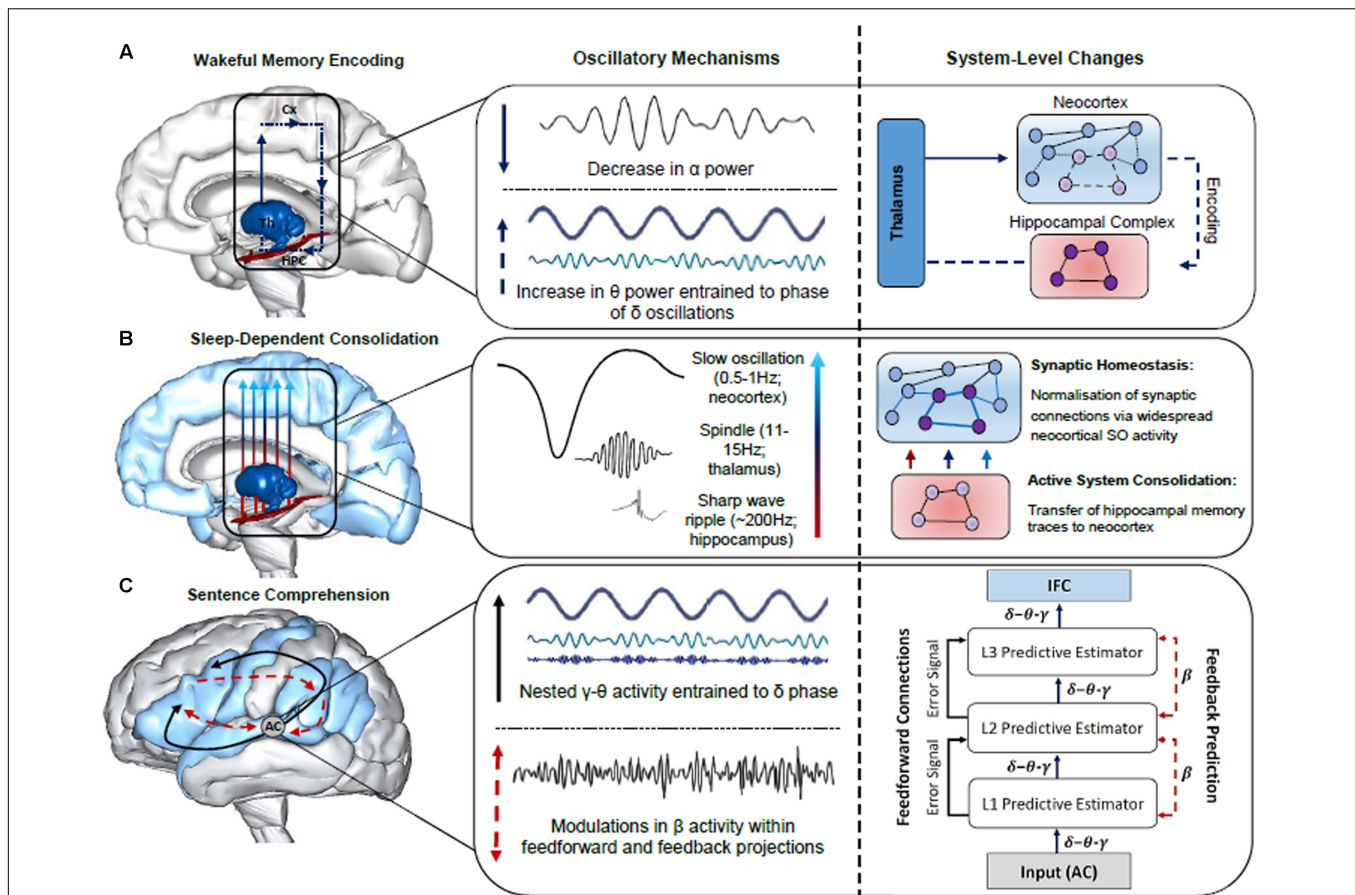 A
Wakeful Memory Encoding
Oscillatory Mechanisms
System-Level Changes
Cx
Th
HPC
Decrease in α power
Increase in θ power entrained to phase
of δ oscillations
Thalamus
Neocortex
Encoding
Hippocampal Complex
B
Sleep-Dependent Consolidation
Slow oscillation
(0.5-1Hz;
neocortex)
Spindle (11-
15Hz;
thalamus)
Sharp wave
ripple (~200Hz;
hippocampus)
Synaptic Homeostasis:
Normalisation of synaptic
connections via widespread
neocortical SO activity
Active System Consolidation:
Transfer of hippocampal memory
traces to neocortex
C
Sentence Comprehension
AC
Nested γ-θ activity entrained to δ phase
Modulations in β activity within
feedforward and feedback projections
IFC
δ-θ-γ
L3 Predictive Estimator
Error Signal
δ-θ-γ
β
L2 Predictive Estimator
Error Signal
δ-θ-γ
β
L1 Predictive Estimator
δ-θ-γ
Input (AC)
Feedforward Connections
Feedback Prediction